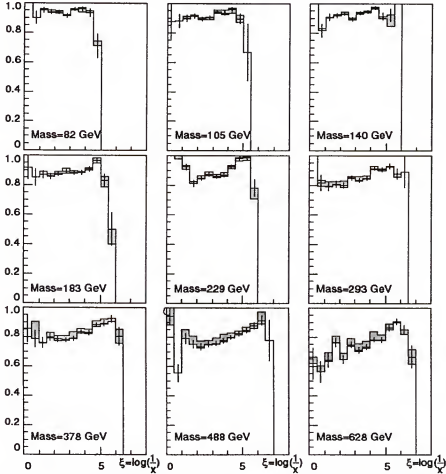 1.0
0.8
0.6
0.4
0.2
0
Mass=82 GeV
Mass=105 GeV
Mass=140 GeV
1.0
0.8
0.6
0.4
0.2
0
Mass=183 GeV
Mass=229 GeV
Mass=293 GeV
1.0
0.8
0.6
0.4
0.2
0
Mass=378 GeV
Mass=488 GeV
Mass=628 GeV
0 5 ξ=log(1/x) 0 5 ξ=log(1/x) 0 5 ξ=log(1/x)